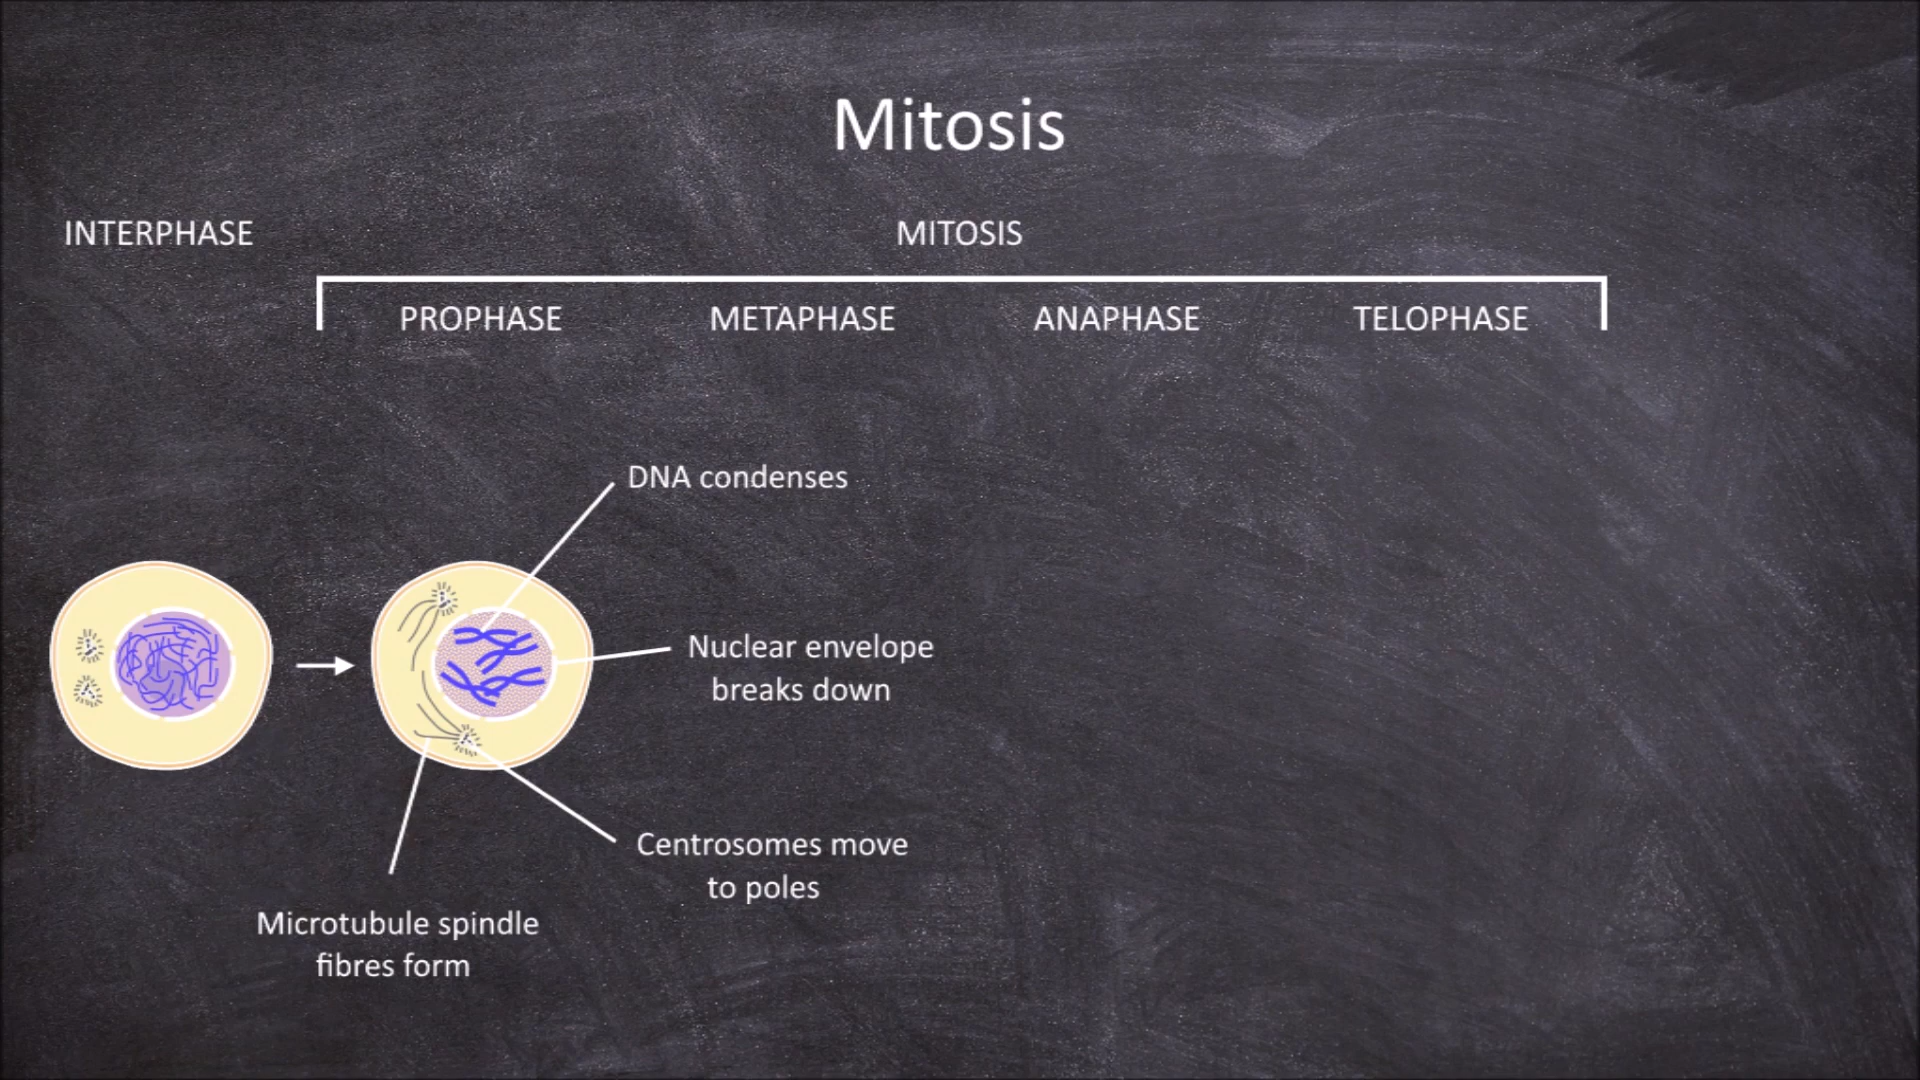 Mitosis
INTERPHASE
MITOSIS
PROPHASE
METAPHASE
ANAPHASE
TELOPHASE
DNA condenses
Nuclear envelope
breaks down
Centrosomes move
to poles
Microtubule spindle
fibres form